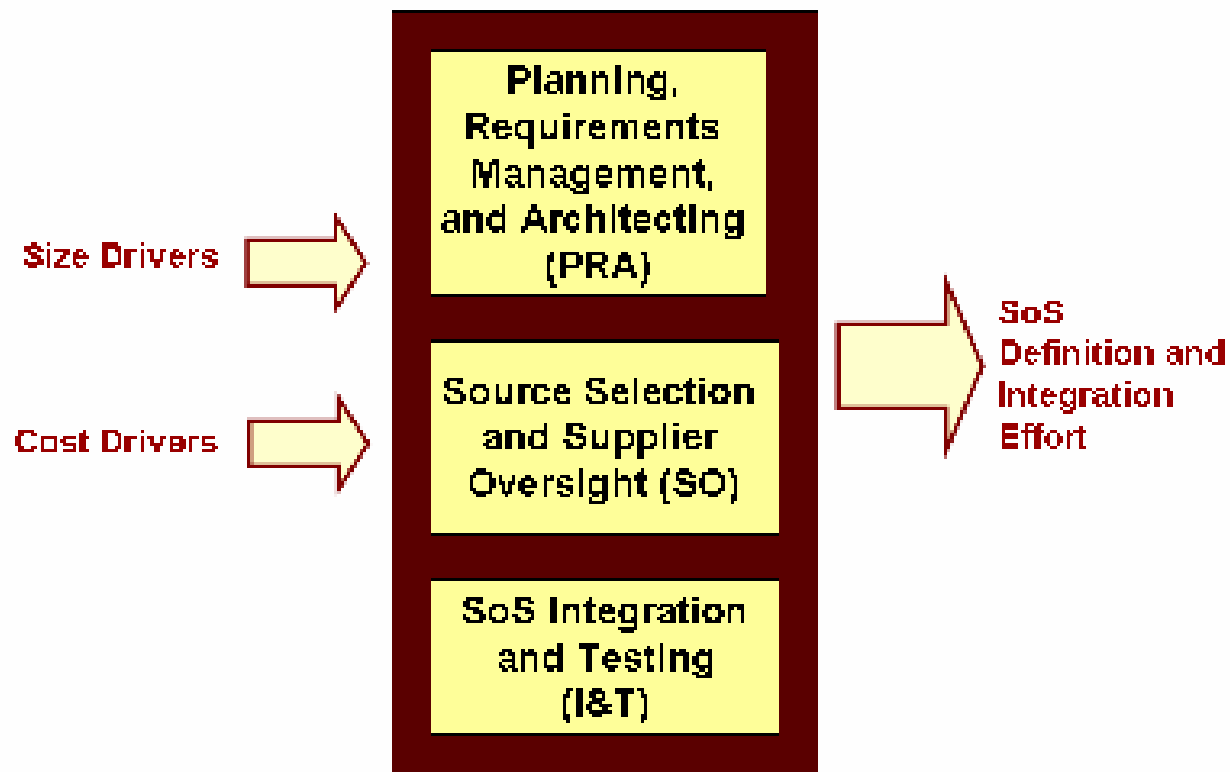 Planning,
Requirements
Management,
and Architecting
(PRA)
Size Drivers
Cost Drivers
Source Selection
and Supplier
Oversight (SO)
SoS Integration
and Testing
(I&T)
SoS
Definition and
Integration
Effort